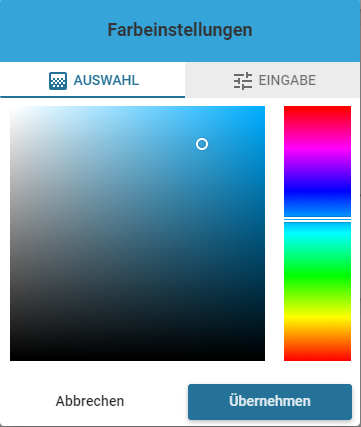 Farbeinstellungen
AUSWAHL
EINGABE
Abbrechen
Übernehmen